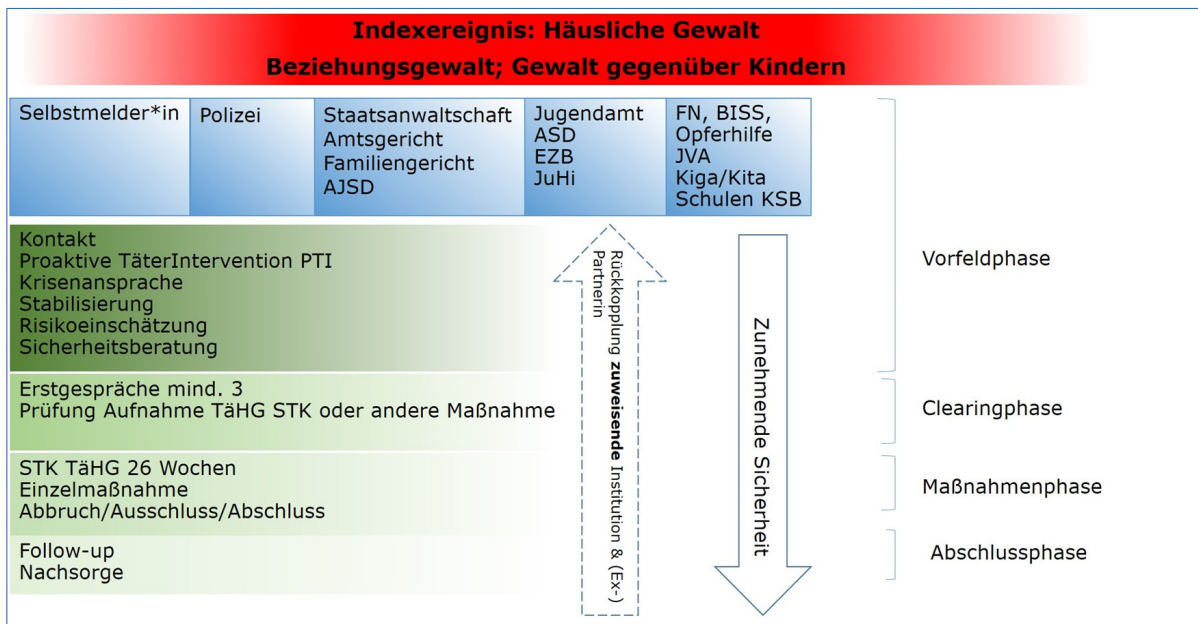 Indexereignis: Häusliche Gewalt
Beziehungsgewalt; Gewalt gegenüber Kindern
Selbstmelder*in
Polizei
Staatsanwaltschaft
Amtsgericht
Familiengericht
AJSD
Jugendamt
ASD
EZB
JuHi
FN, BISS,
Opferhilfe
JVA
Kiga/Kita
Schulen KSB
Kontakt
Proaktive TäterIntervention PTI
Krisenansprache
Stabilisierung
Risikoeinschätzung
Sicherheitsberatung
Erstgespräche mind. 3
Prüfung Aufnahme TäHG STK oder andere Maßnahme
STK TäHG 26 Wochen
Einzelmaßnahme
Abbruch/Ausschluss/Abschluss
Follow-up
Nachsorge
Rückkopplung zuweisende Institution & (Ex-)
Partnerin
Zunehmende Sicherheit
Vorfeldphase
Clearingphase
Maßnahmenphase
Abschlussphase